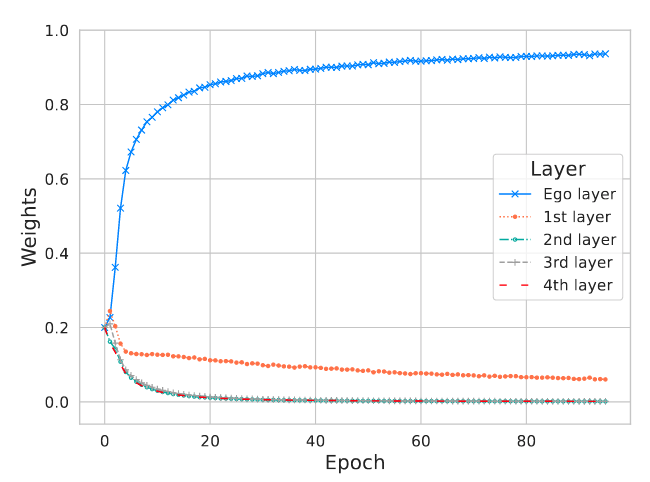 1.0
0.8
0.6
0.4
0.2
0.0
Weights
0
20
40
60
80
Epoch
Layer
Ego layer
1st layer
2nd layer
3rd layer
4th layer